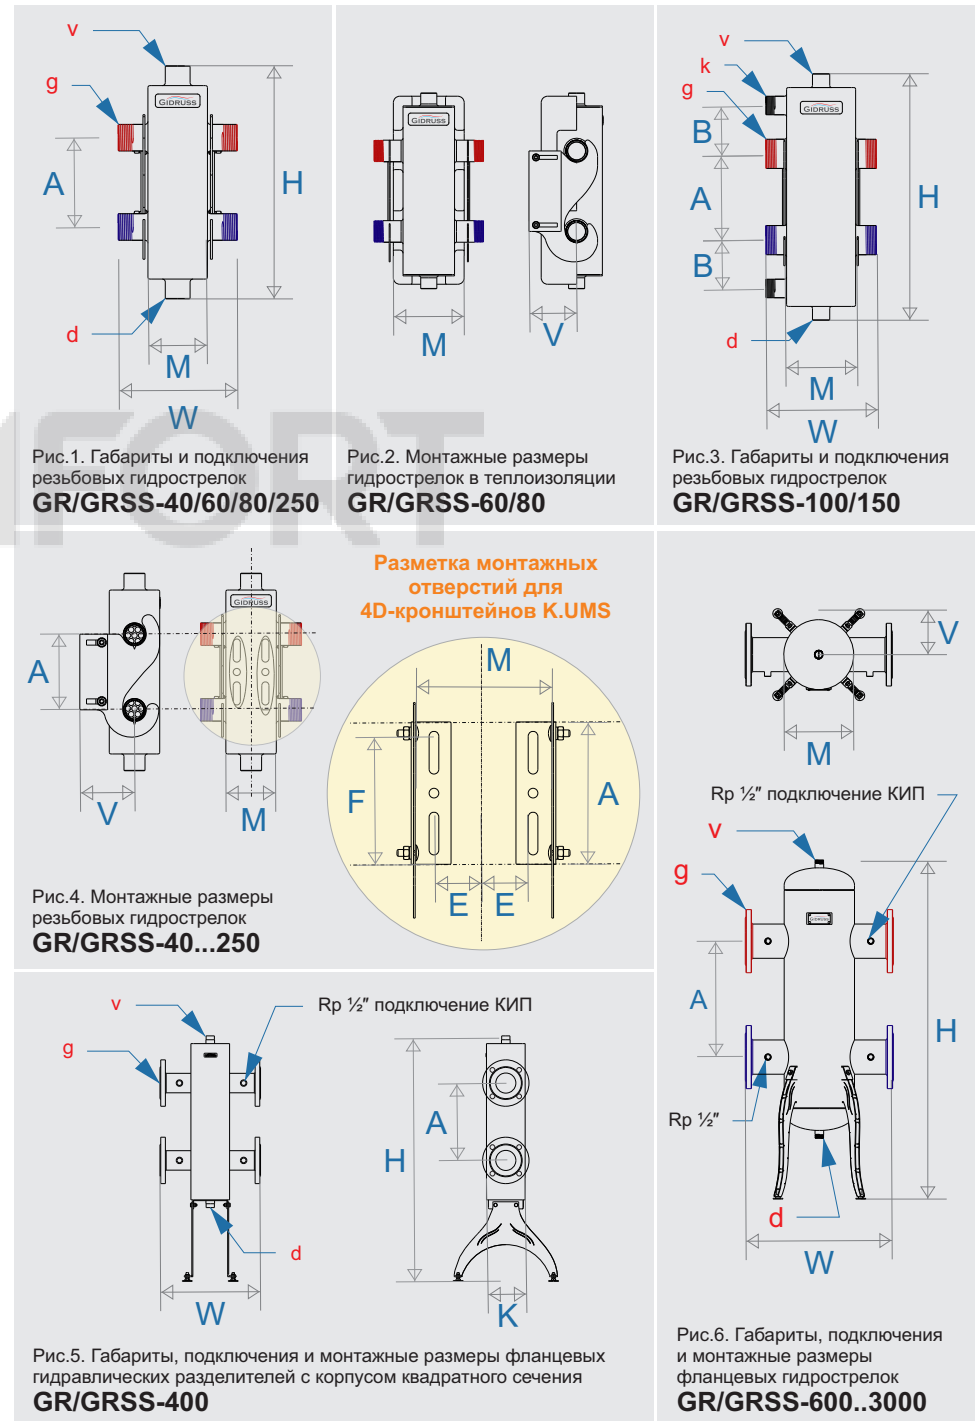 v
g
GIDRUSS
A
H
d
M
W
Рис.1. Габариты и подключения
резьбовых гидрострелок
GR/GRSS-40/60/80/250
GIDRUSS
M
V
Рис.2. Монтажные размеры
гидрострелок в теплоизоляции
GR/GRSS-60/80
v
k
g
GIDRUSS
B
A
H
B
d
M
W
Рис.3. Габариты и подключения
резьбовых гидрострелок
GR/GRSS-100/150
MFORT
GIDRUSS
A
V
M
Разметка монтажных
отверстий для
4D-кронштейнов K.UMS
M
F
A
E
E
Рис.4. Монтажные размеры
резьбовых гидрострелок
GR/GRSS-40...250
v
Rp ½″ подключение КИП
g
A
H
d
W
K
Рис.5. Габариты, подключения и монтажные размеры фланцевых
гидравлических разделителей с корпусом квадратного сечения
GR/GRSS-400
V
M
Rp ½″ подключение КИП
v
g
GIDRUSS
A
H
Rp ½″
d
W
Рис.6. Габариты, подключения
и монтажные размеры
фланцевых гидрострелок
GR/GRSS-600..3000